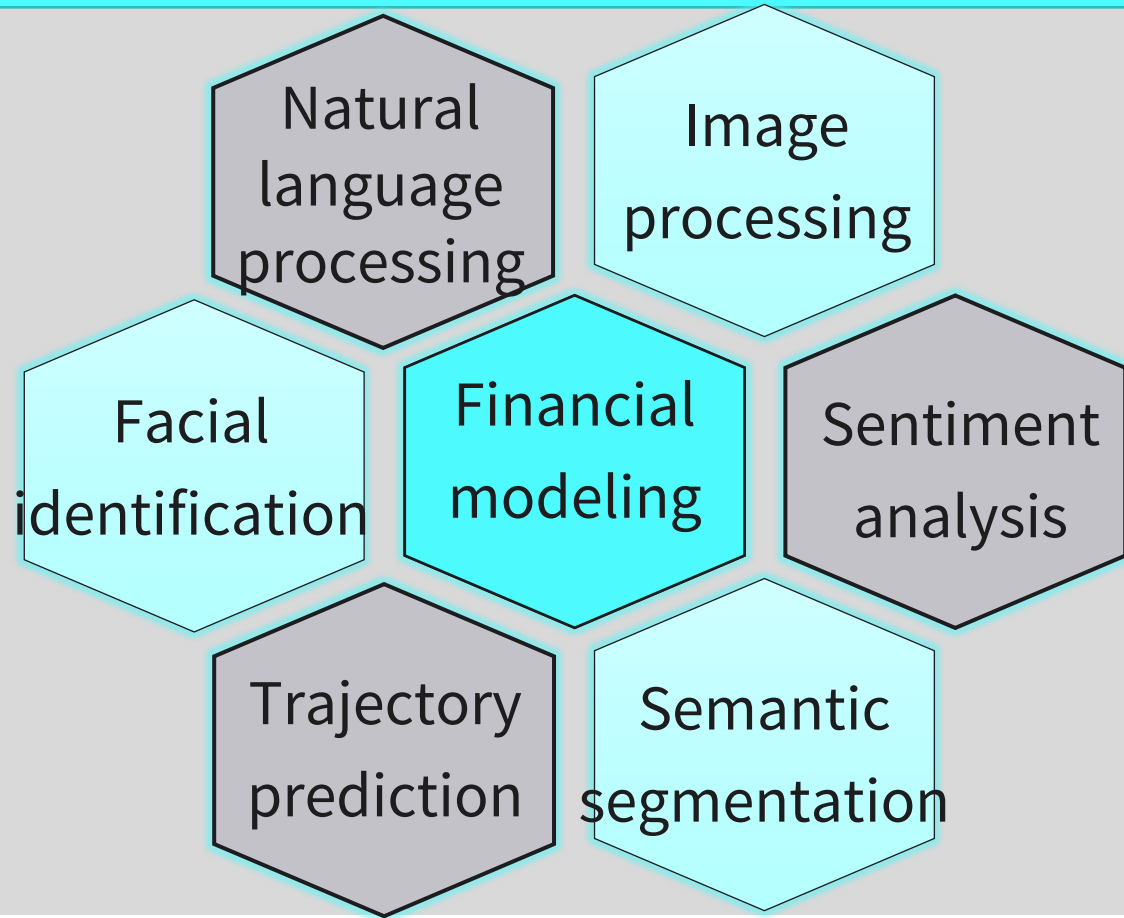 Natural
language
processing
Image
processing
Facial
identification
Financial
modeling
Sentiment
analysis
Trajectory
prediction
Semantic
segmentation